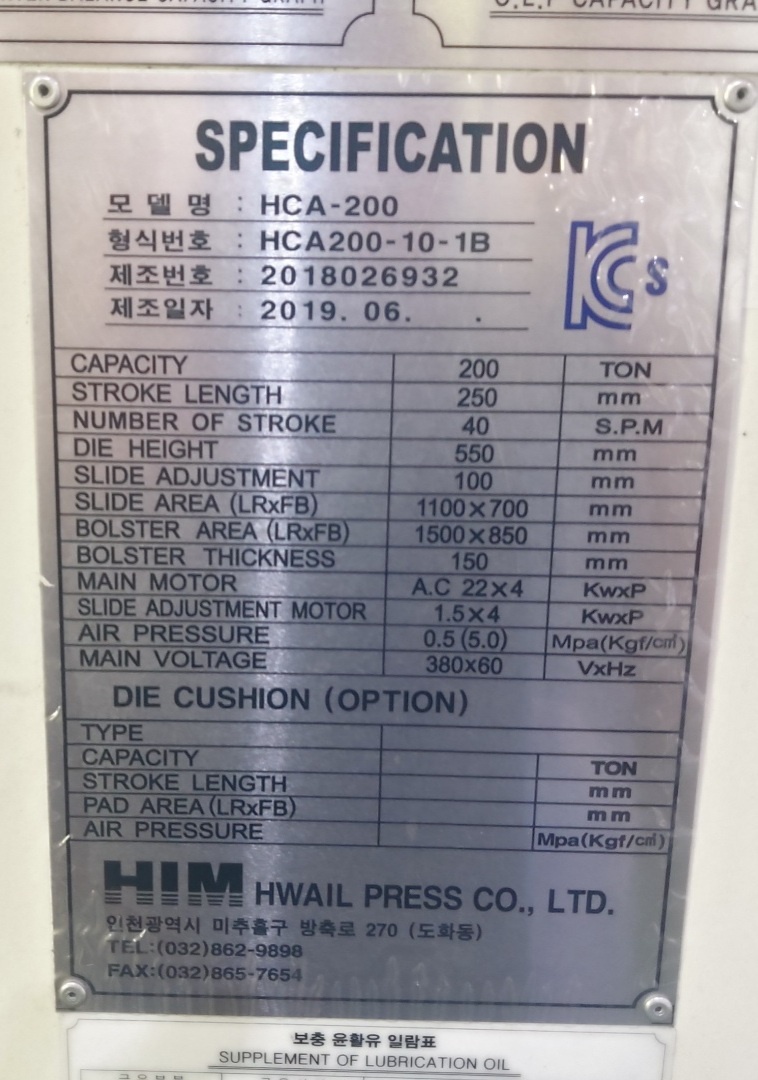 SPECIFICATION
모 델 명 : HCA-200
형식번호 : HCA200-10-1B
제조번호 : 2018026932
제조일자 : 2019. 06. .
KCs
CAPACITY 200 TON
STROKE LENGTH 250 mm
NUMBER OF STROKE 40 S.P.M
DIE HEIGHT 550 mm
SLIDE ADJUSTMENT 100 mm
SLIDE AREA (LRxFB) 1100×700 mm
BOLSTER AREA (LRxFB) 1500×850 mm
BOLSTER THICKNESS 150 mm
MAIN MOTOR A.C 22×4 KwxP
SLIDE ADJUSTMENT MOTOR 1.5×4 KwxP
AIR PRESSURE 0.5 (5.0) Mpa(Kgf/c㎡)
MAIN VOLTAGE 380x60 VxHz
DIE CUSHION (OPTION)
TYPE
CAPACITY TON
STROKE LENGTH mm
PAD AREA (LRxFB) mm
AIR PRESSURE Mpa(Kgf/c㎡)
HIM HWAIL PRESS CO., LTD.
인천광역시 미추홀구 방축로 270 (도화동)
TEL:(032)862-9898
FAX:(032)865-7654
보충 윤활유 일람표
SUPPLEMENT OF LUBRICATION OIL